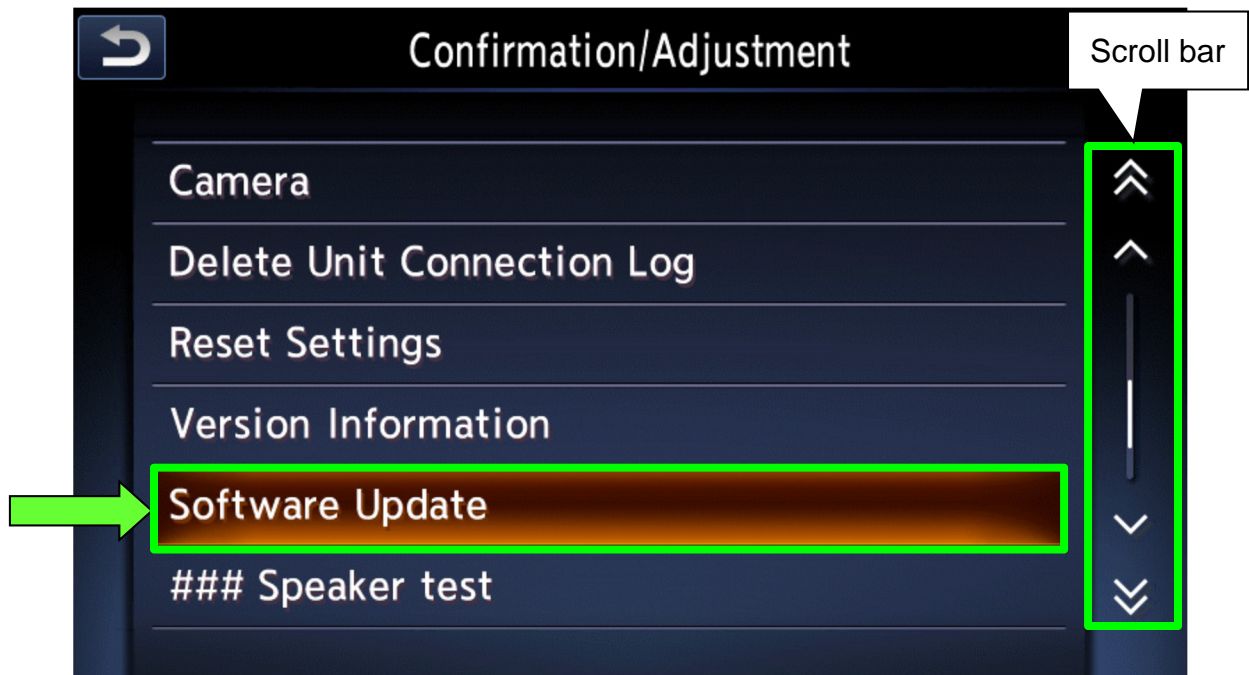 Confirmation/Adjustment
Scroll bar
Camera
Delete Unit Connection Log
Reset Settings
Version Information
Software Update
### Speaker test